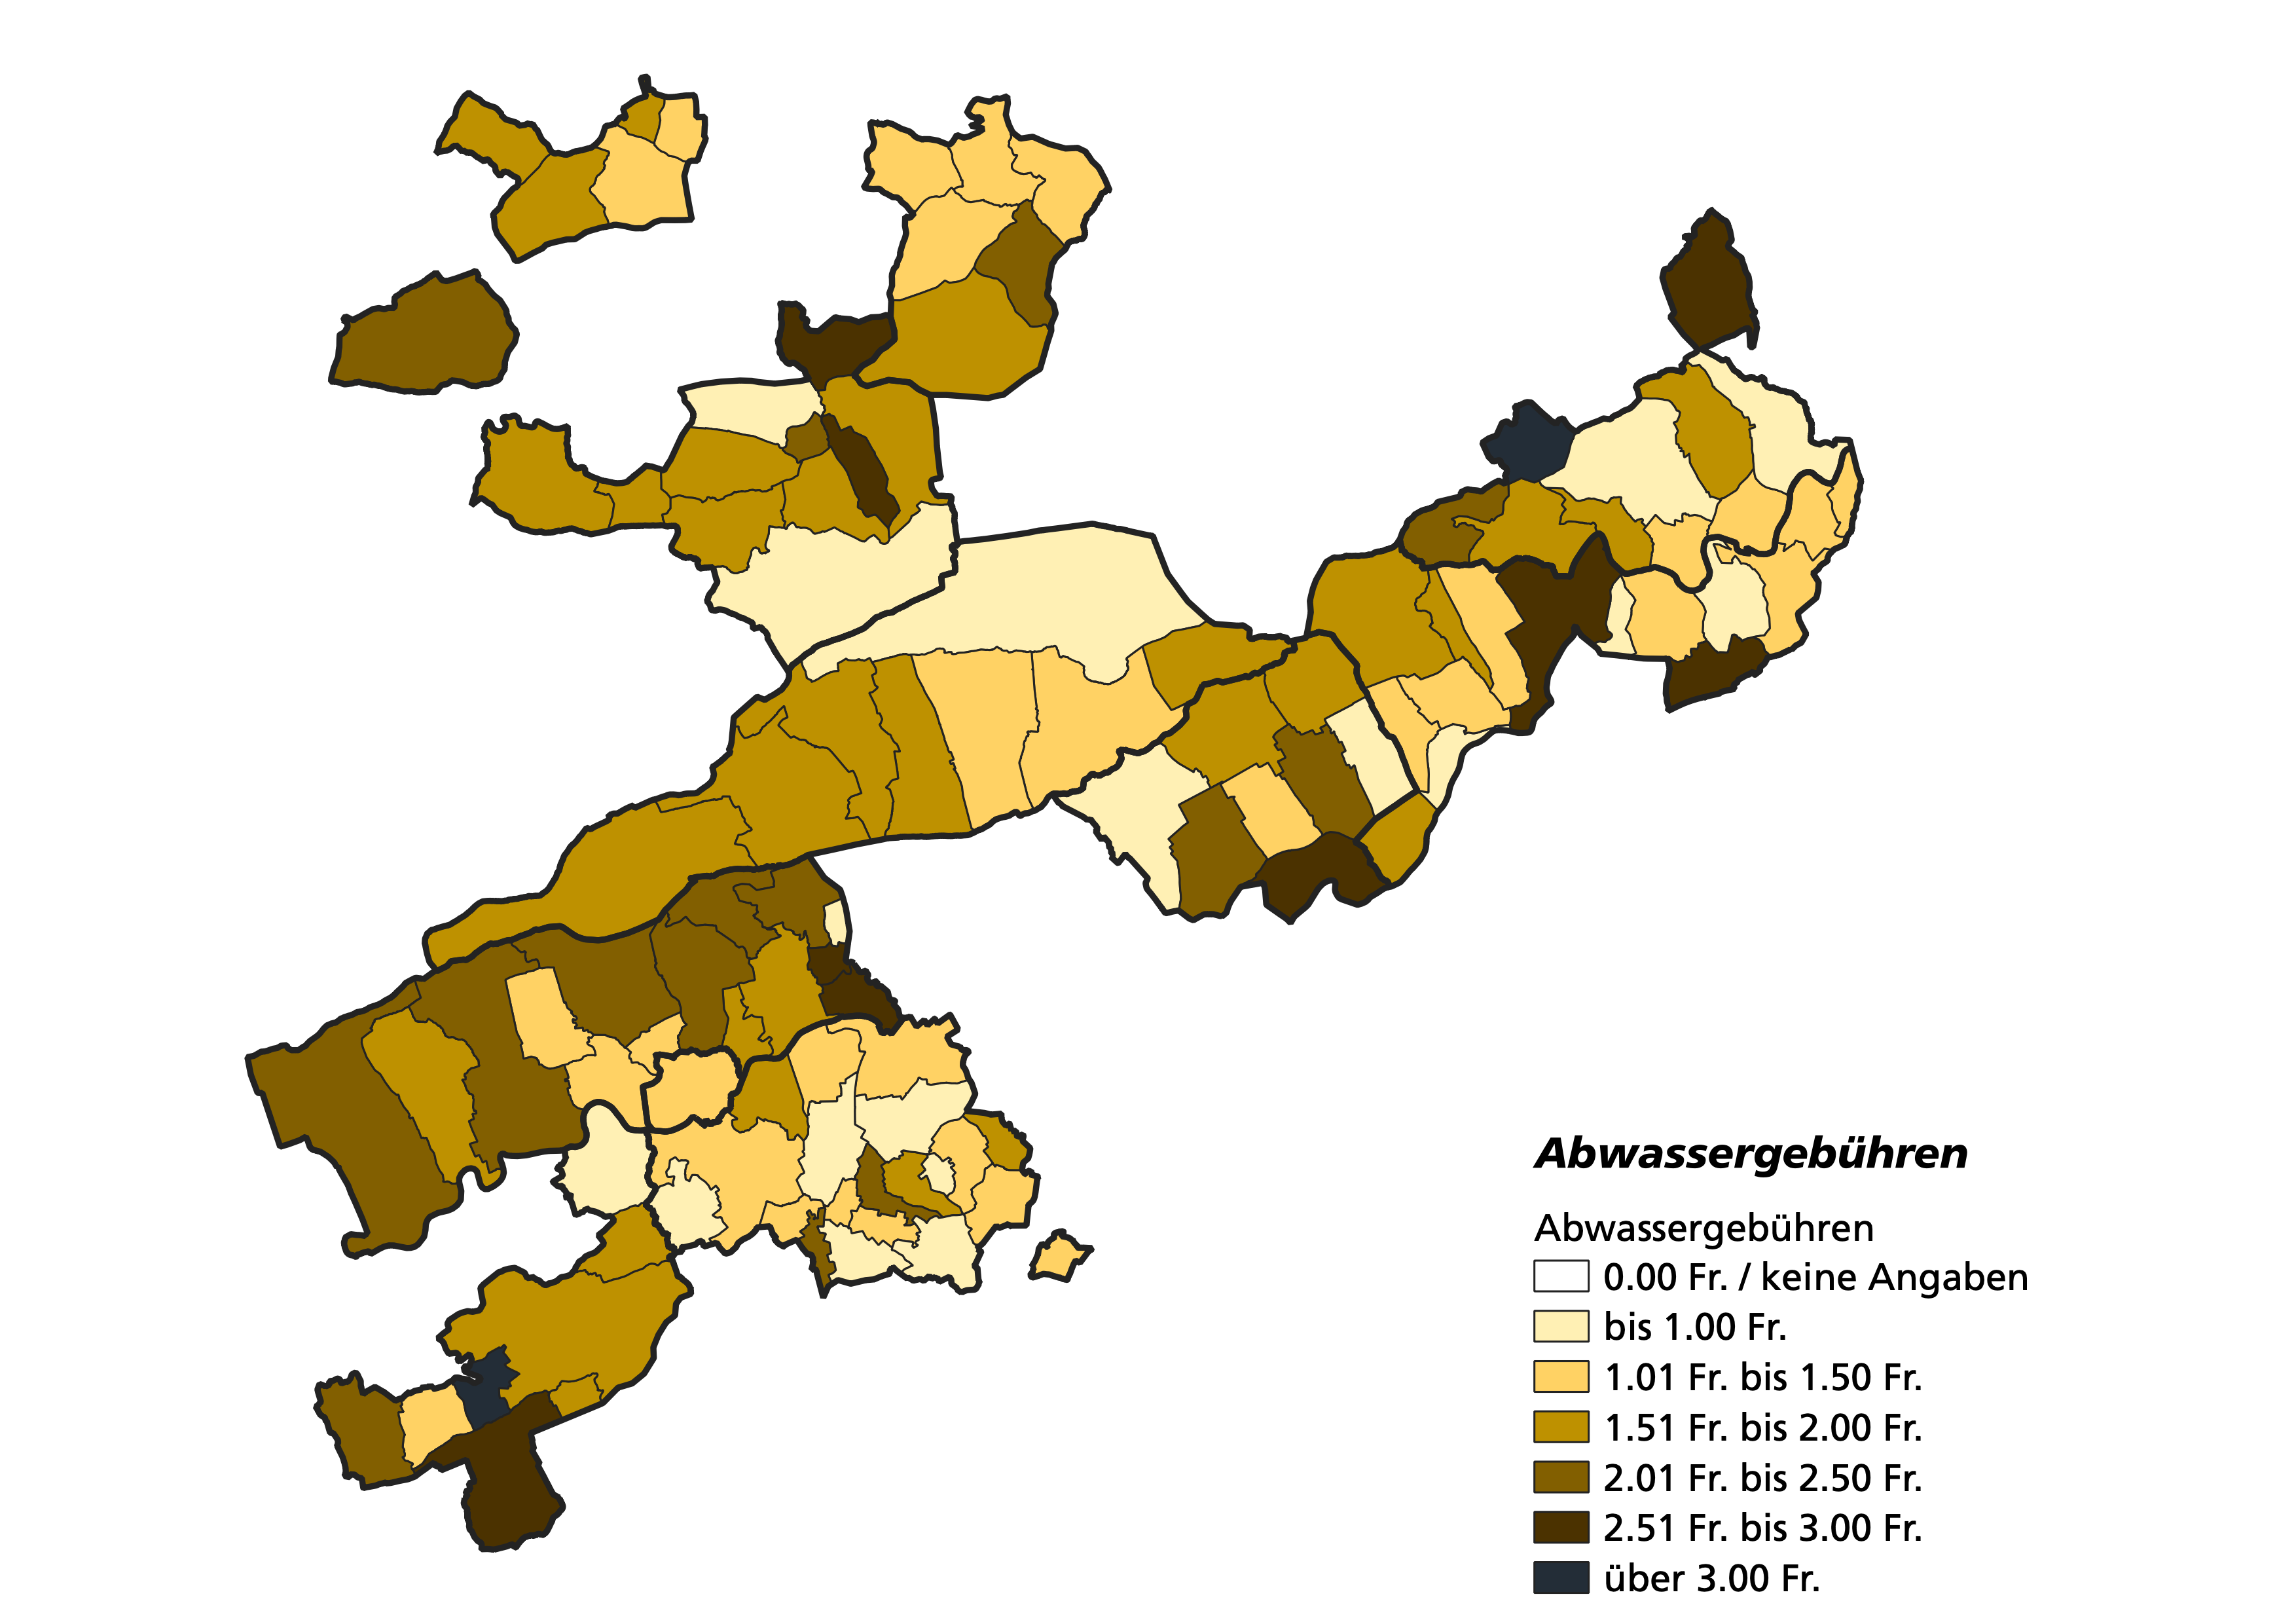 Abwassergebühren
Abwassergebühren
0.00 Fr. / keine Angaben
bis 1.00 Fr.
1.01 Fr. bis 1.50 Fr.
1.51 Fr. bis 2.00 Fr.
2.01 Fr. bis 2.50 Fr.
2.51 Fr. bis 3.00 Fr.
über 3.00 Fr.